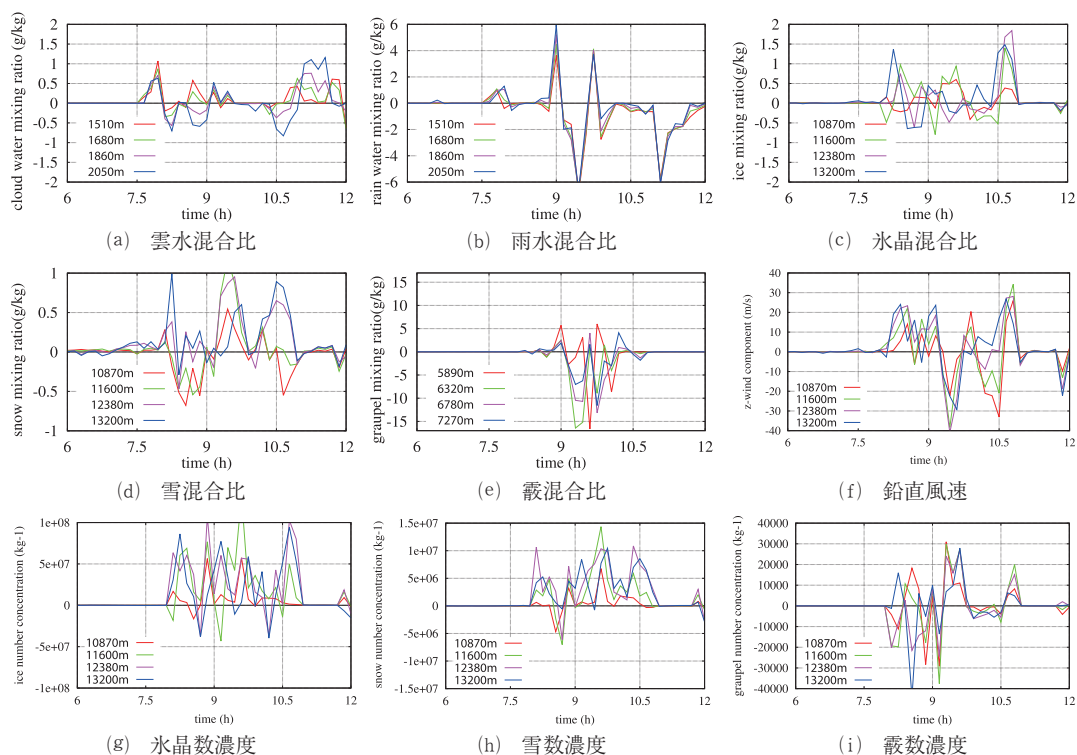 cloud water mixing ratio (g/kg)
2
1.5
1
0.5
0
-0.5
-1
-1.5
-2
1510m
1680m
1860m
2050m
6
7.5
9
10.5
12
time (h)
(a) 雲水混合比
rain water mixing ratio (g/kg)
6
4
2
0
-2
-4
-6
1510m
1680m
1860m
2050m
6
7.5
9
10.5
12
time (h)
(b) 雨水混合比
ice mixing ratio(g/kg)
2
1.5
1
0.5
0
-0.5
-1
-1.5
-2
10870m
11600m
12380m
13200m
6
7.5
9
10.5
12
time (h)
(c) 氷晶混合比
snow mixing ratio(g/kg)
1
0.5
0
0.5
1
10870m
11600m
12380m
13200m
6
7.5
9
10.5
12
time (h)
(d) 雪混合比
graupel mixing ratio(g/kg)
15
10
5
0
-5
-10
-15
5890m
6320m
6780m
7270m
6
7.5
9
10.5
12
time (h)
(e) 霰混合比
z-wind component (m/s)
40
30
20
10
0
-10
-20
-30
-40
10870m
11600m
12380m
13200m
6
7.5
9
10.5
12
time (h)
(f) 鉛直風速
ice number concentration (kg-1)
1e+08
5e+07
0
-5e+07
-1e+08
10870m
11600m
12380m
13200m
6
7.5
9
10.5
12
time (h)
(g) 氷晶数濃度
snow number concentration (kg-1)
1.5e+07
1e+07
5e+06
0
-5e+06
-1e+07
-1.5e+07
10870m
11600m
12380m
13200m
6
7.5
9
10.5
12
time (h)
(h) 雪数濃度
graupel number concentration (kg-1)
40000
30000
20000
10000
0
-10000
-20000
-30000
-40000
10870m
11600m
12380m
13200m
6
7.5
9
10.5
12
time (h)
(i) 霰数濃度